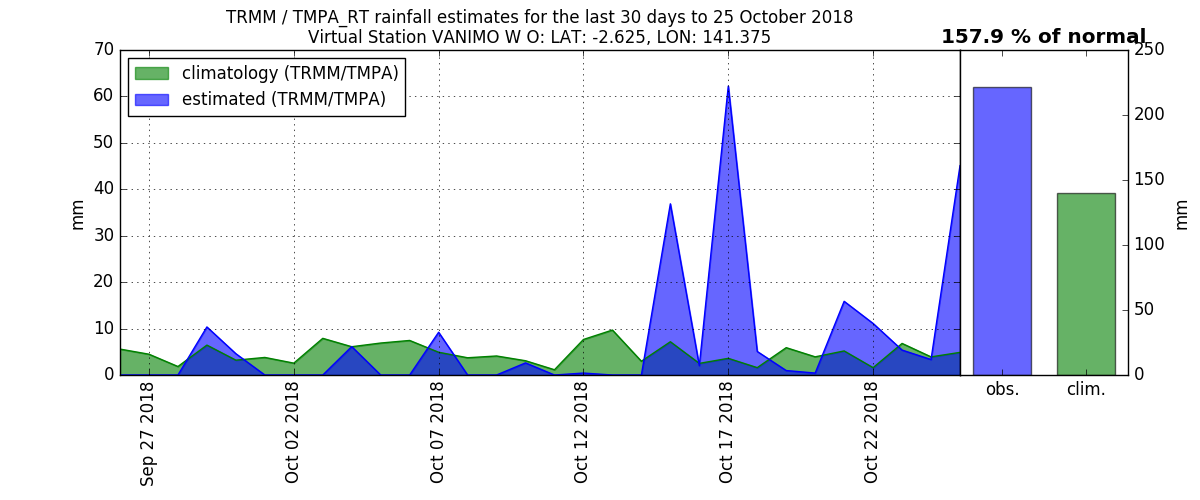 TRMM / TMPA_RT rainfall estimates for the last 30 days to 25 October 2018
Virtual Station VANIMO W O: LAT: -2.625, LON: 141.375
157.9 % of normal
climatology (TRMM/TMPA)
estimated (TRMM/TMPA)
mm
70
60
50
40
30
20
10
0
Sep 27 2018
Oct 02 2018
Oct 07 2018
Oct 12 2018
Oct 17 2018
Oct 22 2018
250
200
150
100
50
0
mm
obs.
clim.